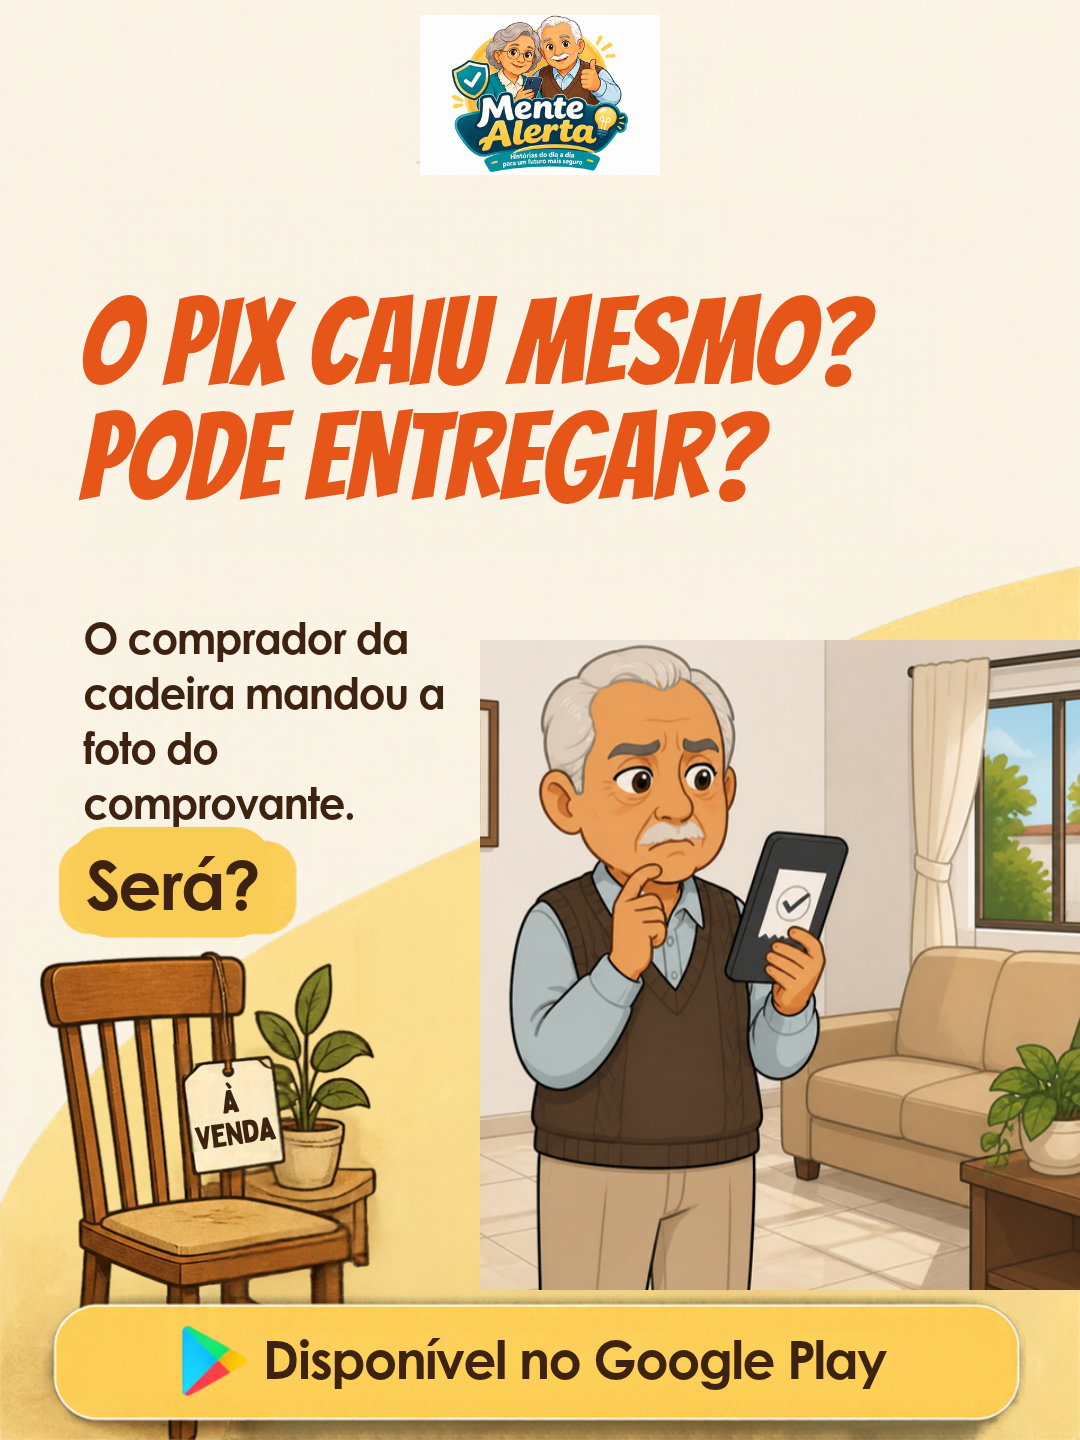 Mente
Alerta
Histórias do dia a dia
para um futuro mais seguro
O PIX CAIU MESMO?
PODE ENTREGAR?
O comprador da
cadeira mandou a
foto do
comprovante.
Será?
À
VENDA
Disponível no Google Play